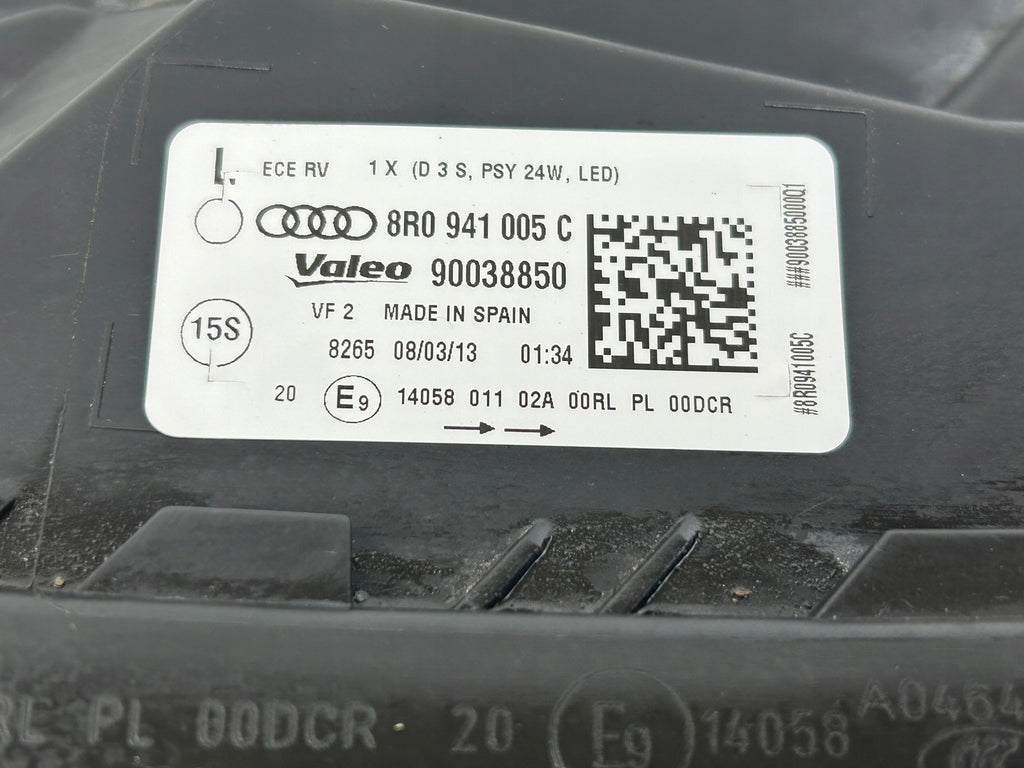 L ECE RV 1 X (D 3 S, PSY 24W, LED)
8R0 941 005 C
Valeo 90038850
VF 2 MADE IN SPAIN
15S
8265 08/03/13 01:34
20 E9 14058 011 02A 00RL PL 00DCR
###90038850000Q1
#8R0941005C
RL PL 00DCR 20 E9 14058 A0464